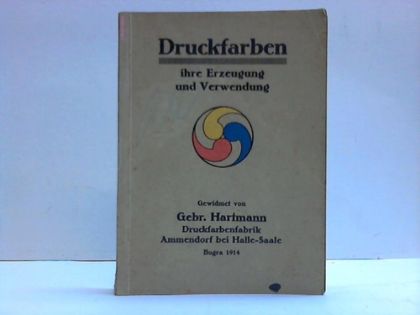 Druckfarben
ihre Erzeugung
und Verwendung
Gewidmet von
Gebr. Hartmann
Druckfarbenfabrik
Ammendorf bei Halle-Saale
Bugra 1914